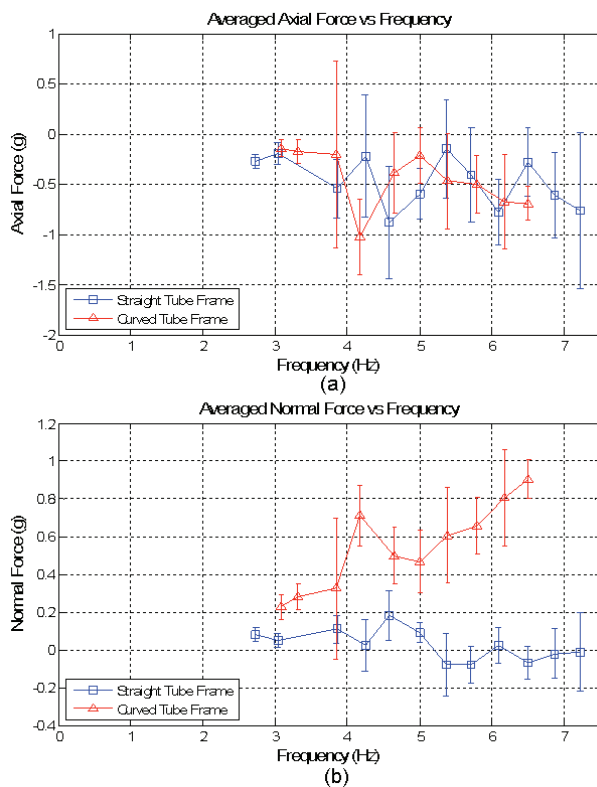 Averaged Axial Force vs Frequency
1
0.5
0
-0.5
-1
-1.5
-2
Axial Force (g)
Straight Tube Frame
Curved Tube Frame
0 1 2 3 4 5 6 7
Frequency (Hz)
(a)
Averaged Normal Force vs Frequency
1.2
1
0.8
0.6
0.4
0.2
0
-0.2
-0.4
Normal Force (g)
Straight Tube Frame
Curved Tube Frame
0 1 2 3 4 5 6 7
Frequency (Hz)
(b)